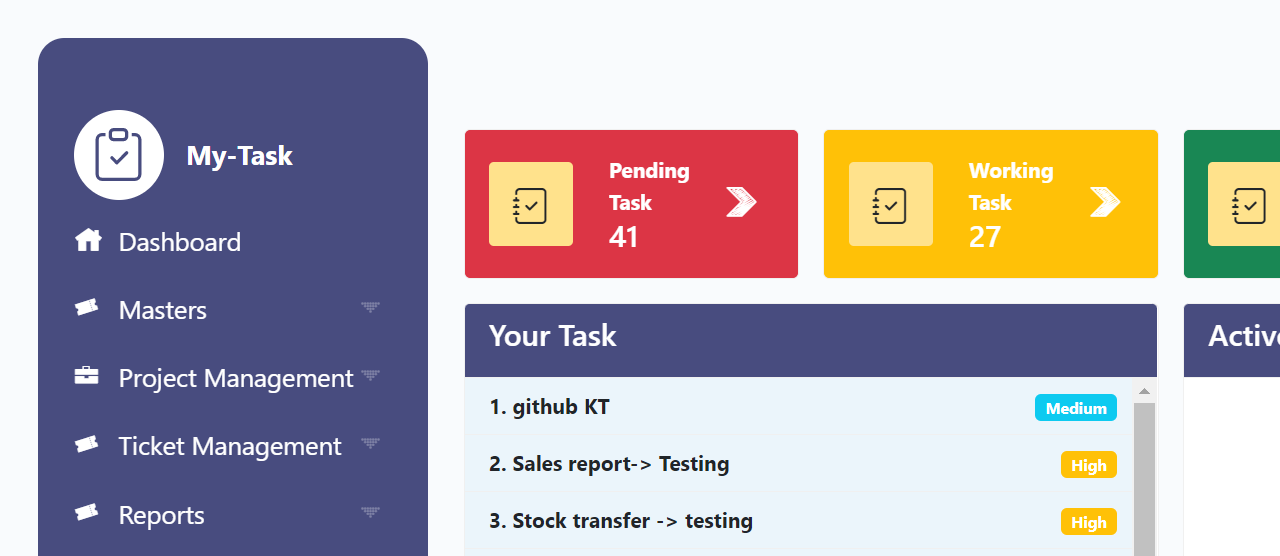 My-Task
Dashboard
Masters
Project Management
Ticket Management
Reports
Pending
Task
41
Working
Task
27
Your Task
1. github KT
Medium
2. Sales report-> Testing
High
3. Stock transfer -> testing
High